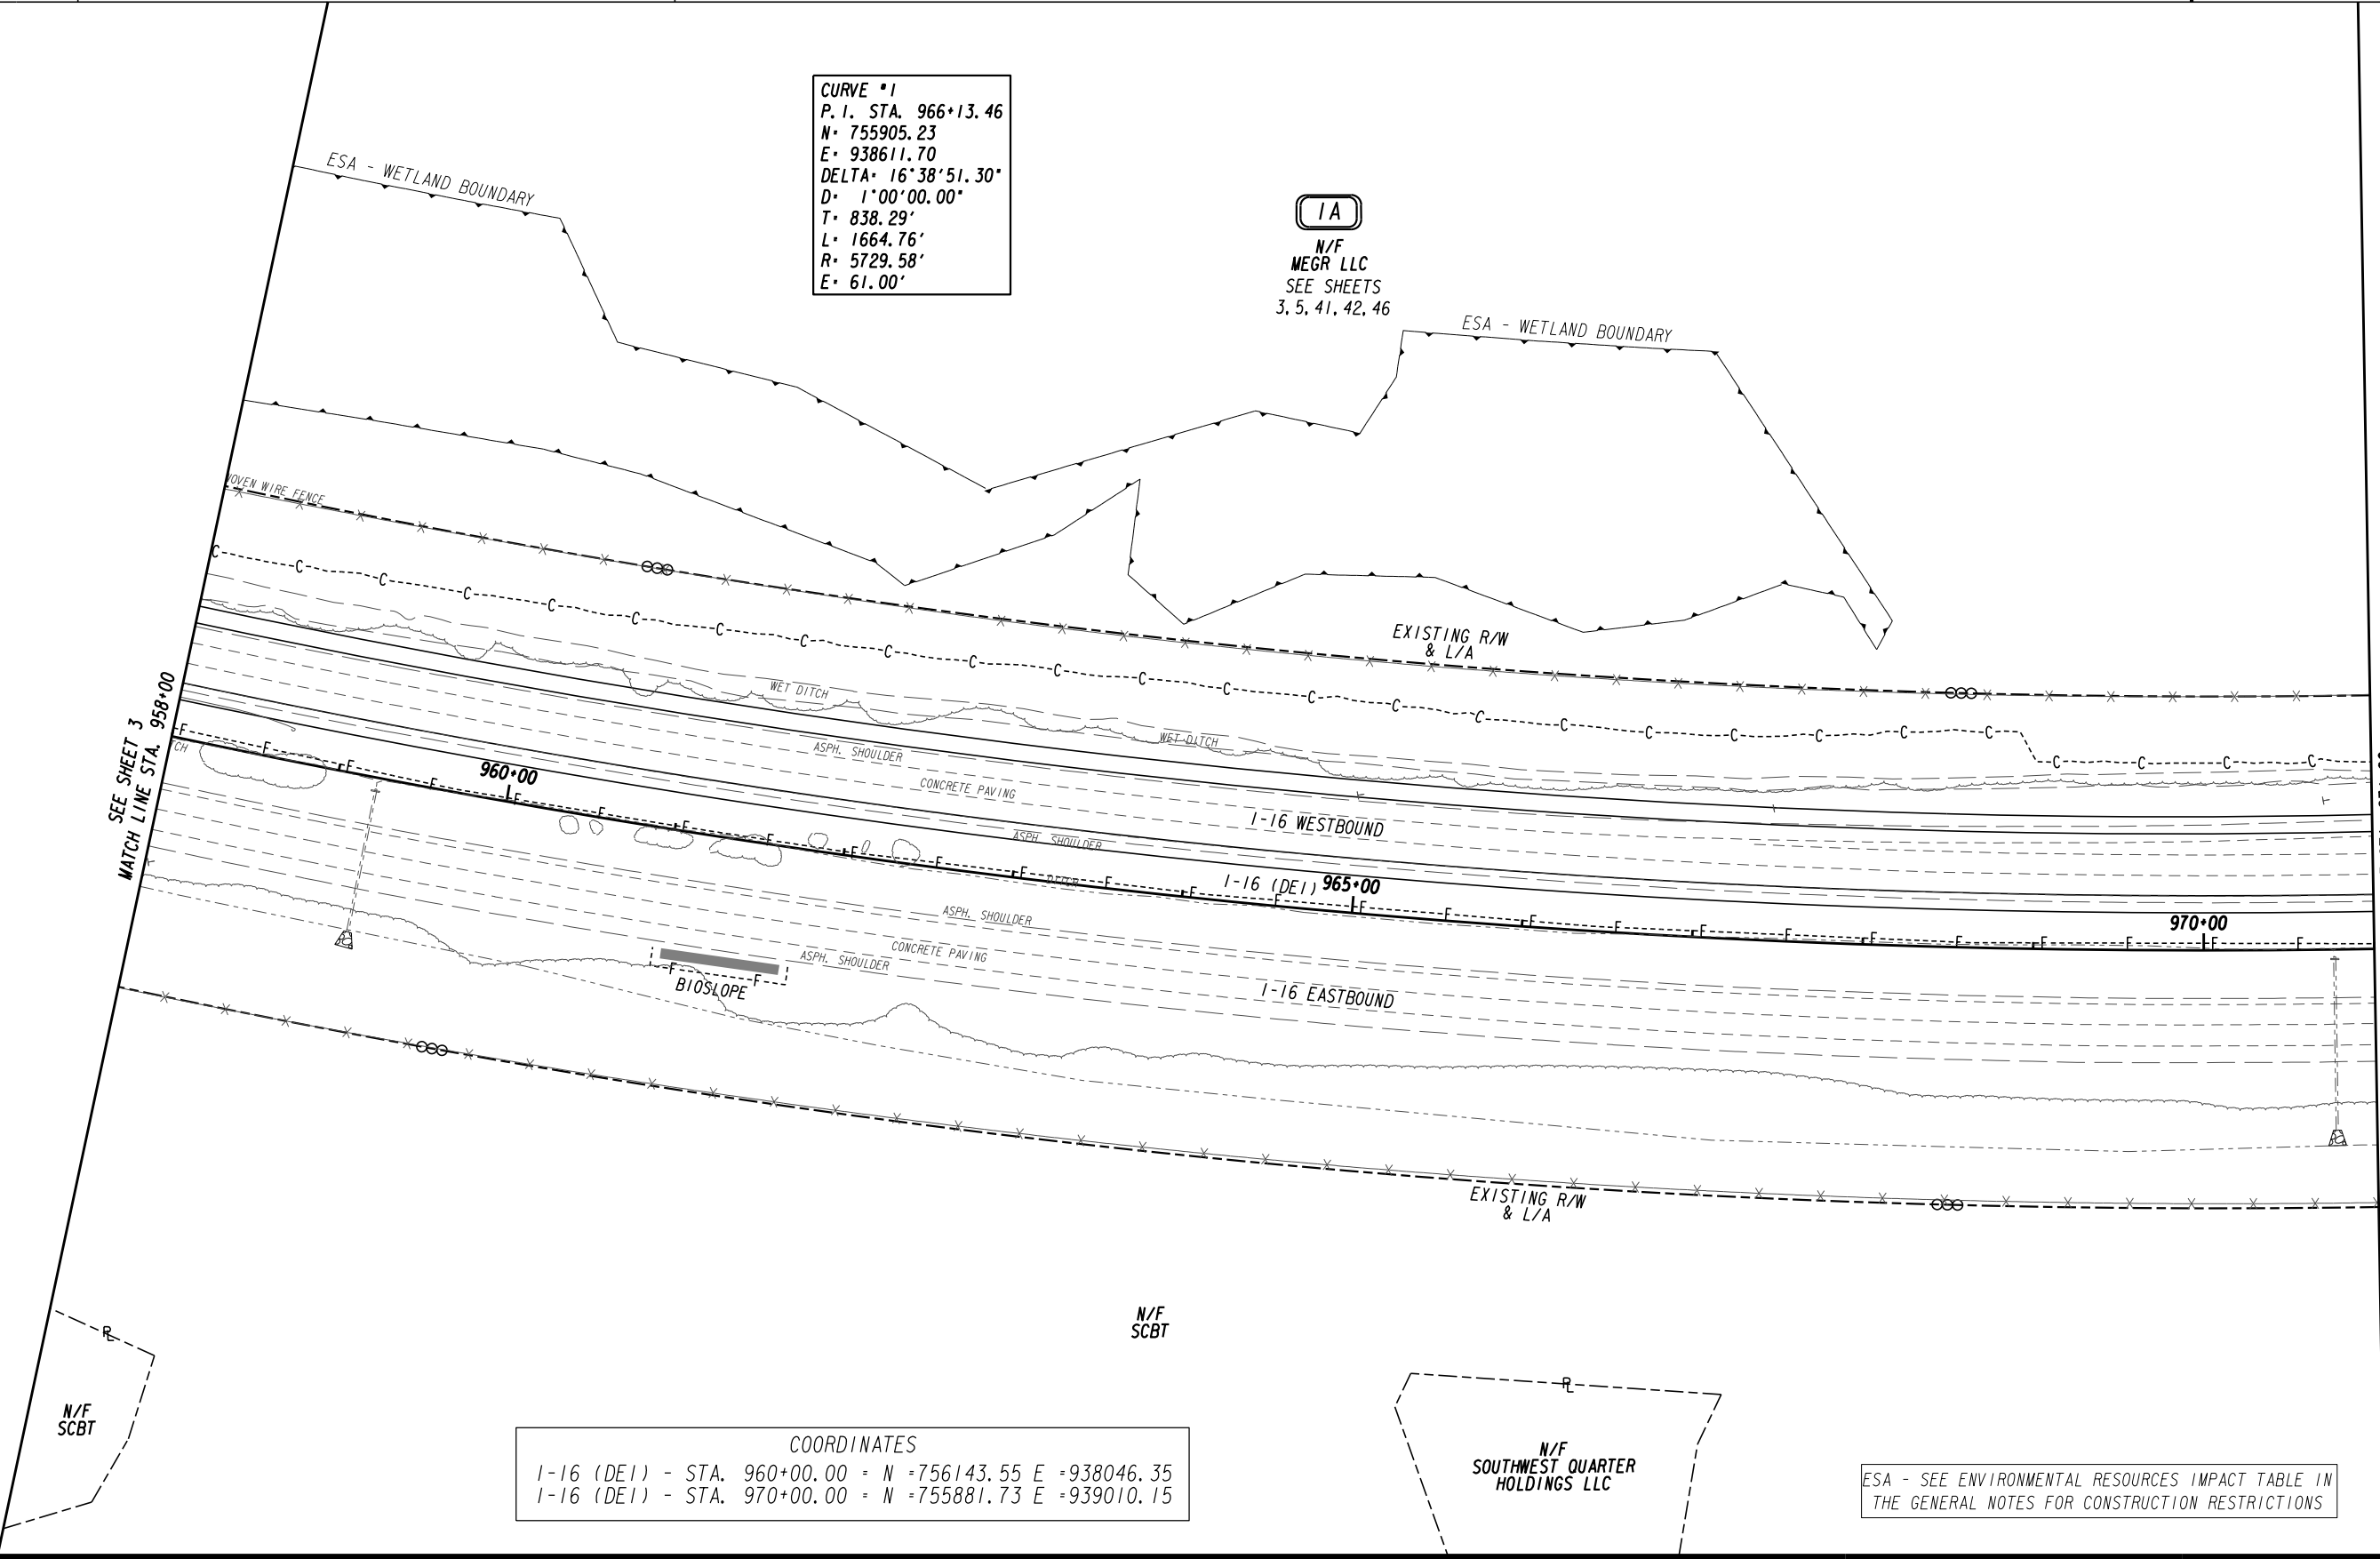 CURVE #1
P.I. STA. 966+13.46
N= 755905.23
E= 938611.70
DELTA= 16°38'51.30"
D= 1°00'00.00"
T= 838.29'
L= 1664.76'
R= 5729.58'
E= 61.00'
ESA - WETLAND BOUNDARY
1A
N/F
MEGR LLC
SEE SHEETS
3, 5, 41, 42, 46
ESA - WETLAND BOUNDARY
WOVEN WIRE FENCE
EXISTING R/W
& L/A
SEE SHEET 3
MATCH LINE STA. 958+00
WET DITCH
WET DITCH
ASPH. SHOULDER
CONCRETE PAVING
I-16 WESTBOUND
ASPH. SHOULDER
960+00
I-16 (DE1) 965+00
970+00
ASPH. SHOULDER
CONCRETE PAVING
ASPH. SHOULDER
BIOSLOPE
I-16 EASTBOUND
EXISTING R/W
& L/A
N/F
SCBT
N/F
SCBT
N/F
SOUTHWEST QUARTER
HOLDINGS LLC
COORDINATES
I-16 (DE1) - STA. 960+00.00 = N =756143.55 E =938046.35
I-16 (DE1) - STA. 970+00.00 = N =755881.73 E =939010.15
ESA - SEE ENVIRONMENTAL RESOURCES IMPACT TABLE IN
THE GENERAL NOTES FOR CONSTRUCTION RESTRICTIONS